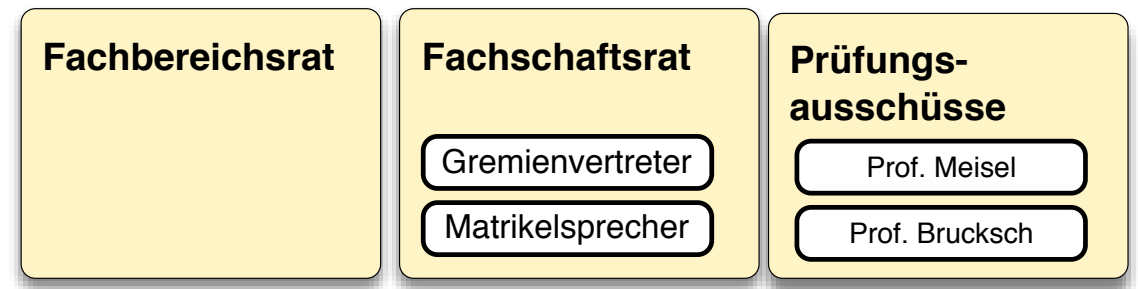 Fachbereichsrat
Fachschaftsrat
Gremienvertreter
Matrikelsprecher
Prüfungs-
ausschüsse
Prof. Meisel
Prof. Brucksch